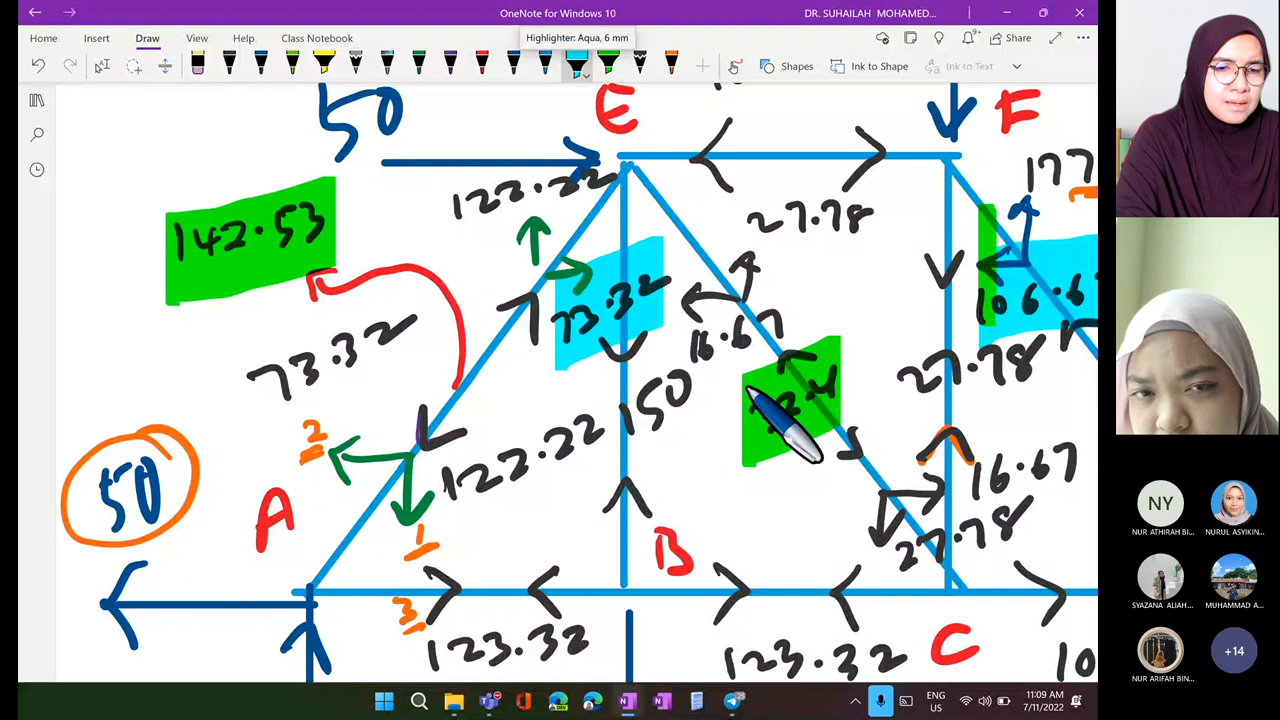 OneNote for Windows 10
DR. SUHAILAH MOHAMED...
Home
Insert
Draw
View
Help
Class Notebook
Highlighter: Aqua, 6 mm
Share
Shapes
Ink to Shape
Ink to Text
50
E
F
122.22
177
142.53
27.78
73.32
73.32
16.67
27.78
150
122.22
2
50
A
1
16.67
27.78
B
3
123.32
123.32
C
10
NY
NUR ATHIRAH BI...
NURUL ASYIKIN...
SYAZANA ALIAH...
MUHAMMAD A...
+14
NUR ARIFAH BIN...
ENG
US
11:09 AM
7/11/2022